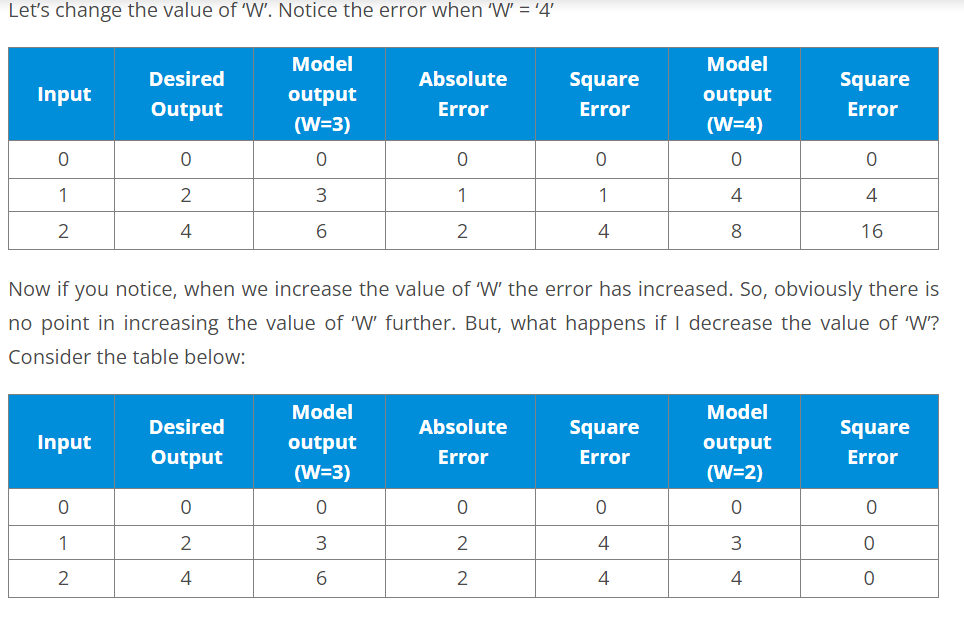 Let’s change the value of ‘W’. Notice the error when ‘W’ = ‘4’
Input Desired Output Model output (W=3) Absolute Error Square Error Model output (W=4) Square Error
0 0 0 0 0 0 0
1 2 3 1 1 4 4
2 4 6 2 4 8 16
Now if you notice, when we increase the value of ‘W’ the error has increased. So, obviously there is
no point in increasing the value of ‘W’ further. But, what happens if I decrease the value of ‘W’?
Consider the table below:
Input Desired Output Model output (W=3) Absolute Error Square Error Model output (W=2) Square Error
0 0 0 0 0 0 0
1 2 3 2 4 3 0
2 4 6 2 4 4 0